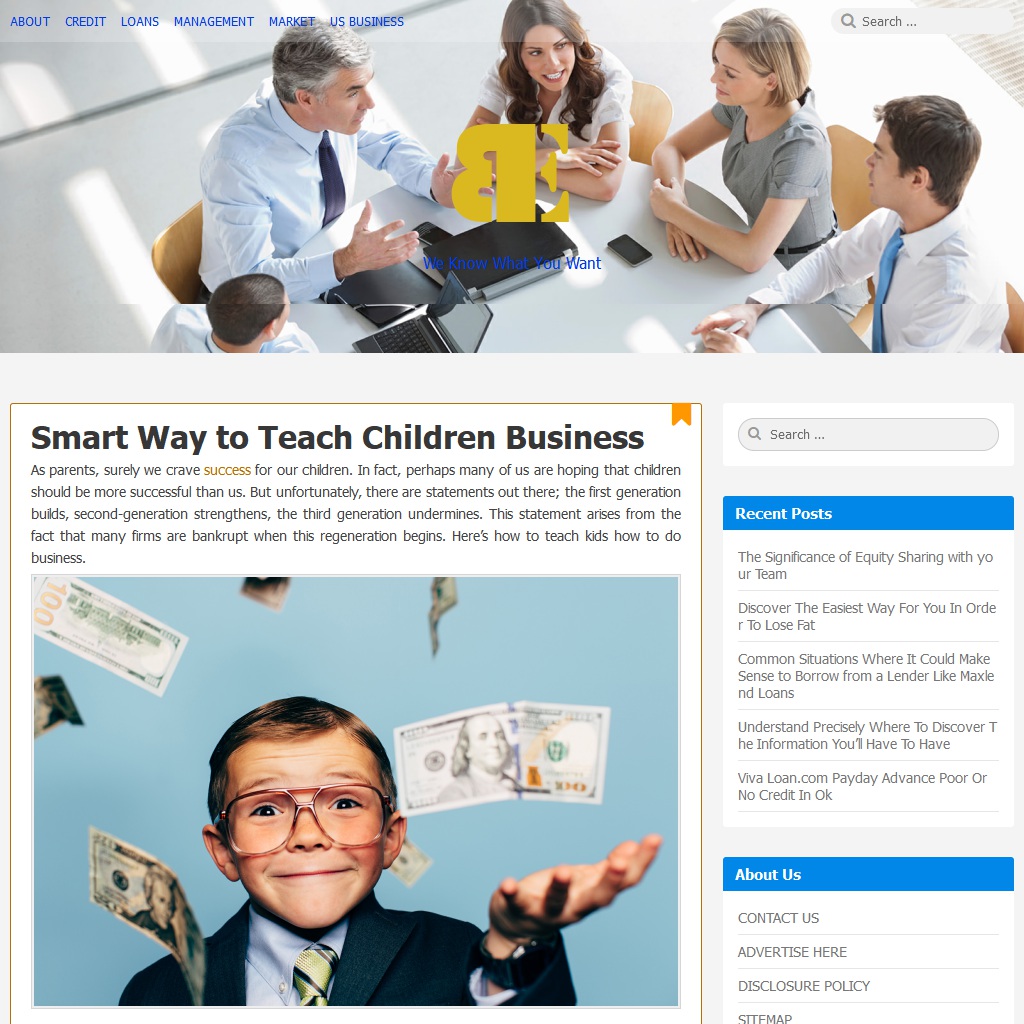 ABOUT CREDIT LOANS MANAGEMENT MARKET US BUSINESS
Search ...
BE
We Know What You Want
Smart Way to Teach Children Business
As parents, surely we crave success for our children. In fact, perhaps many of us are hoping that children
should be more successful than us. But unfortunately, there are statements out there; the first generation
builds, second-generation strengthens, the third generation undermines. This statement arises from the
fact that many firms are bankrupt when this regeneration begins. Here's how to teach kids how to do
business.
100
100
Search ...
Recent Posts
The Significance of Equity Sharing with yo
ur Team
Discover The Easiest Way For You In Orde
r To Lose Fat
Common Situations Where It Could Make
Sense to Borrow from a Lender Like Maxle
nd Loans
Understand Precisely Where To Discover T
he Information You'll Have To Have
Viva Loan.com Payday Advance Poor Or
No Credit In Ok
About Us
CONTACT US
ADVERTISE HERE
DISCLOSURE POLICY
SITEMAP